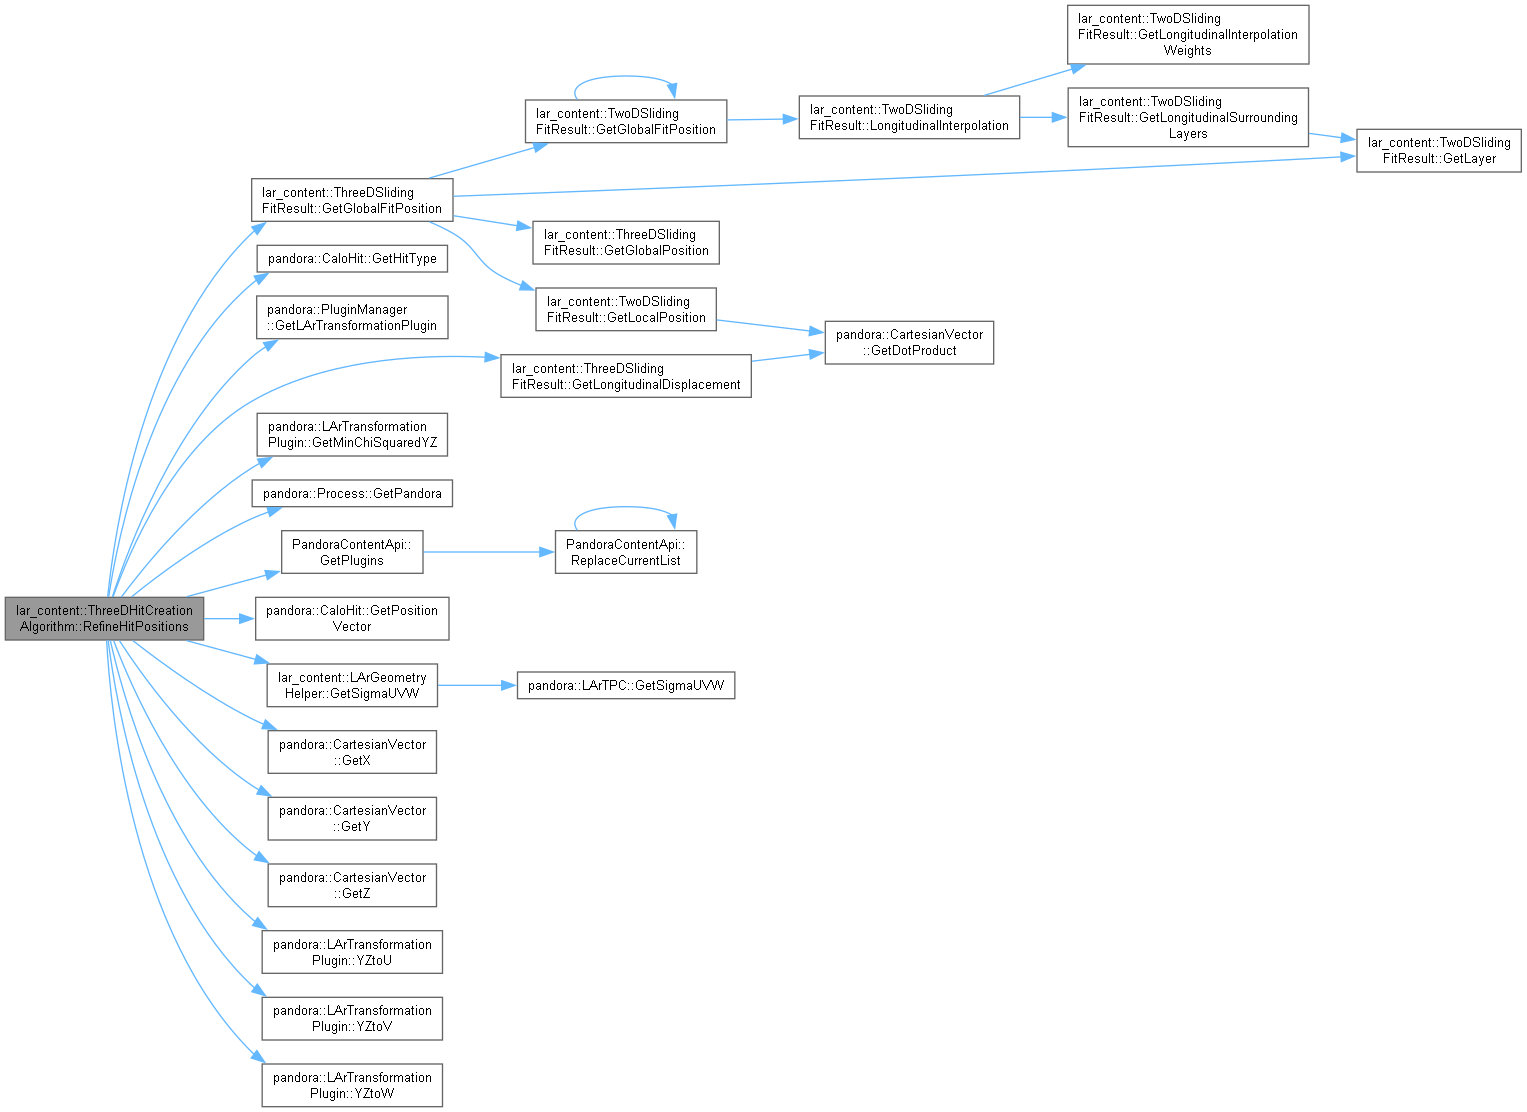 lar_content::TwoDSliding
FitResult::GetLongitudinalInterpolation
Weights
lar_content::TwoDSliding
FitResult::GetGlobalFitPosition
lar_content::TwoDSliding
FitResult::LongitudinalInterpolation
lar_content::TwoDSliding
FitResult::GetLongitudinalSurrounding
Layers
lar_content::TwoDSliding
FitResult::GetLayer
lar_content::ThreeDSliding
FitResult::GetGlobalFitPosition
lar_content::ThreeDSliding
FitResult::GetGlobalPosition
pandora::CaloHit::GetHitType
lar_content::TwoDSliding
FitResult::GetLocalPosition
pandora::PluginManager
::GetLArTransformationPlugin
pandora::CartesianVector
::GetDotProduct
lar_content::ThreeDSliding
FitResult::GetLongitudinalDisplacement
pandora::LArTransformation
Plugin::GetMinChiSquaredYZ
pandora::Process::GetPandora
PandoraContentApi::
GetPlugins
PandoraContentApi::
ReplaceCurrentList
lar_content::ThreeDHitCreation
Algorithm::RefineHitPositions
pandora::CaloHit::GetPosition
Vector
lar_content::LArGeometry
Helper::GetSigmaUVW
pandora::LArTPC::GetSigmaUVW
pandora::CartesianVector
::GetX
pandora::CartesianVector
::GetY
pandora::CartesianVector
::GetZ
pandora::LArTransformation
Plugin::YZtoU
pandora::LArTransformation
Plugin::YZtoV
pandora::LArTransformation
Plugin::YZtoW